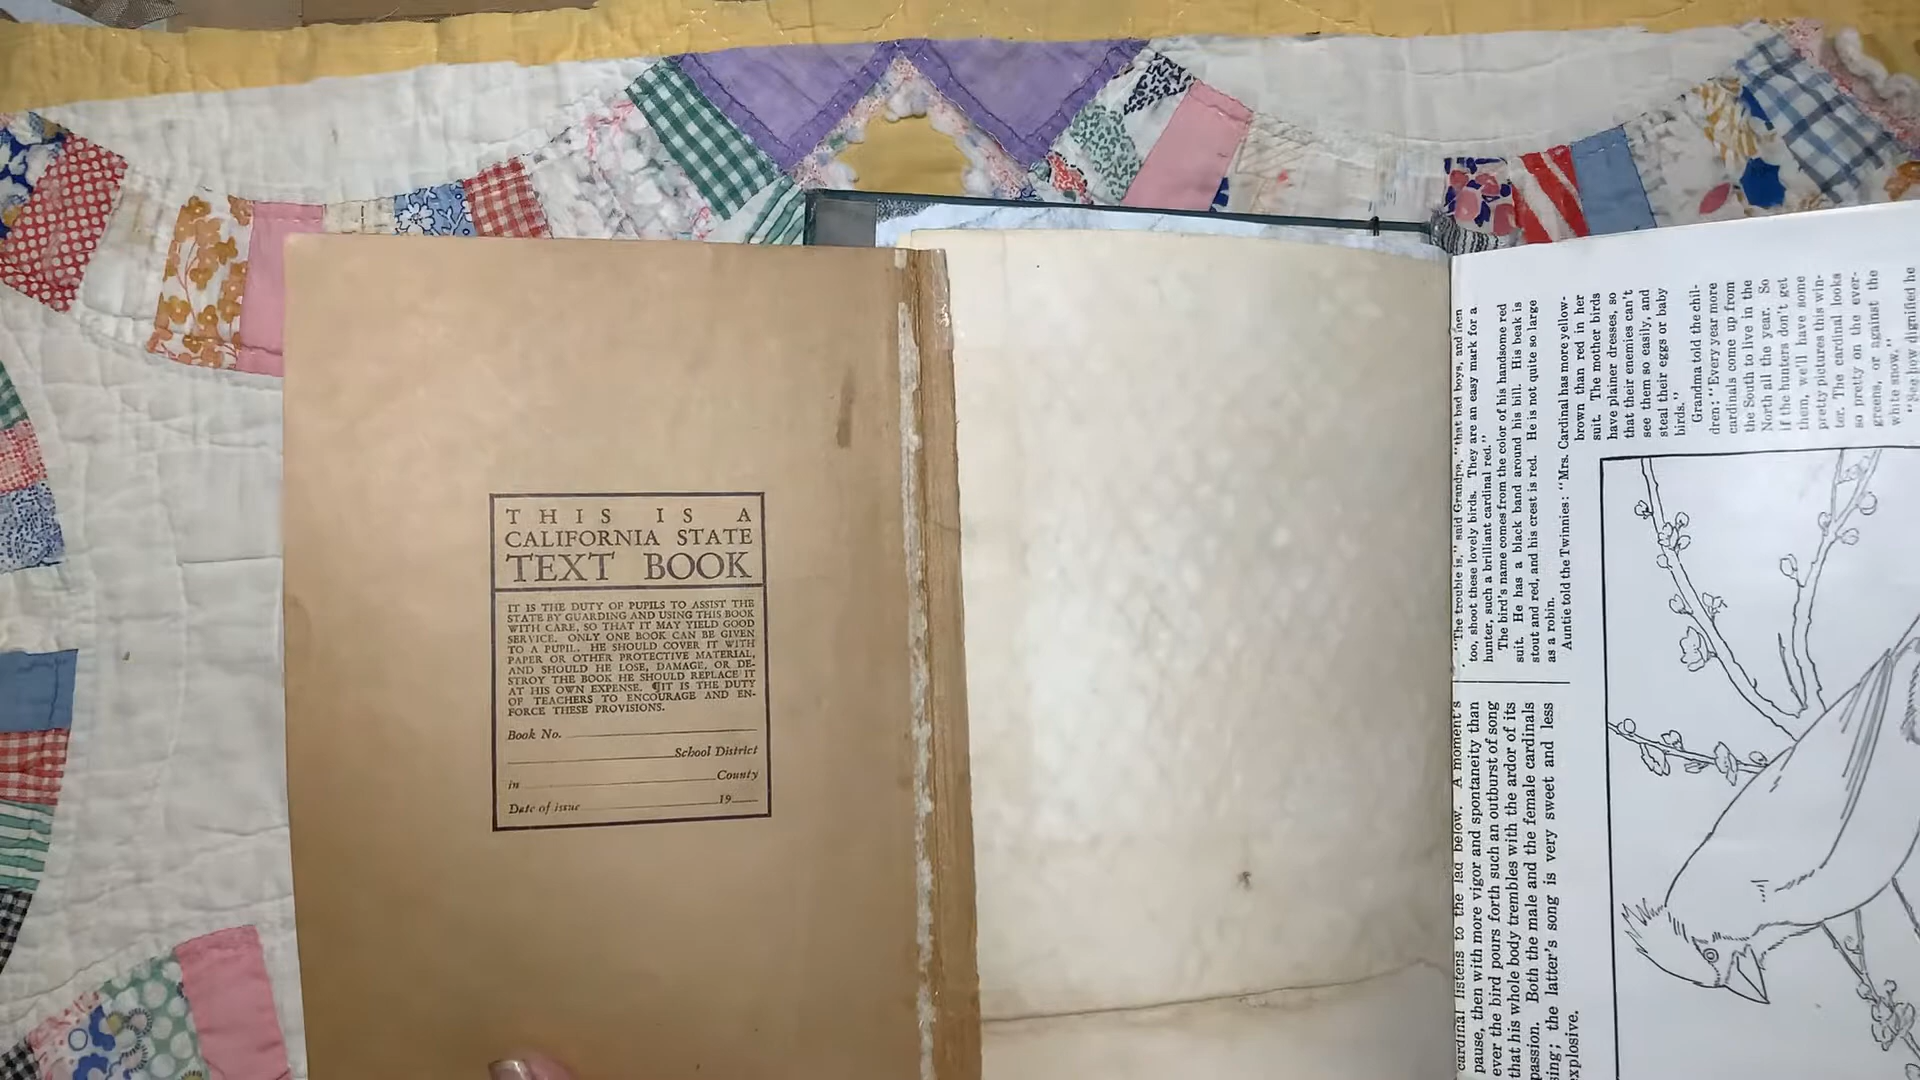 THIS IS A
CALIFORNIA STATE
TEXT BOOK
IT IS THE DUTY OF PUPILS TO ASSIST THE
STATE BY GUARDING AND USING THIS BOOK
WITH CARE, SO THAT IT MAY YIELD GOOD
SERVICE. ONLY ONE BOOK CAN BE GIVEN
TO A PUPIL. HE SHOULD COVER IT WITH
PAPER OR OTHER PROTECTIVE MATERIAL,
AND SHOULD HE LOSE, DAMAGE, OR DE-
STROY THE BOOK HE SHOULD REPLACE IT
AT HIS OWN EXPENSE. ¶IT IS THE DUTY
OF TEACHERS TO ENCOURAGE AND EN-
FORCE THESE PROVISIONS.
Book No.
School District
in County
Date of issue 19
cardinal listens to the lad below. A moment's
pause, then with more vigor and spontaneity than
ever the bird pours forth such an outburst of song
that his whole body trembles with the ardor of its
passion. Both the male and the female cardinals
sing; the latter's song is very sweet and less
explosive.
"The trouble is," said Grandpa, "that bad boys, and men
too, shoot these lovely birds. They are an easy mark for a
hunter, such a brilliant cardinal red."
The bird's name comes from the color of his handsome red
suit. He has a black band around his bill. His beak is
stout and red, and his crest is red. He is not quite so large
as a robin.
Auntie told the Twinnies: "Mrs. Cardinal has more yellow-
brown than red in her
suit. The mother birds
have plainer dresses, so
that their enemies can't
see them so easily, and
steal their eggs or baby
birds."
Grandma told the chil-
dren: "Every year more
cardinals come up from
the South to live in the
North all the year. So
if the hunters don't get
them, we'll have some
pretty pictures this win-
ter. The cardinal looks
so pretty on the ever-
greens, or against the
white snow."
"See how dignified he